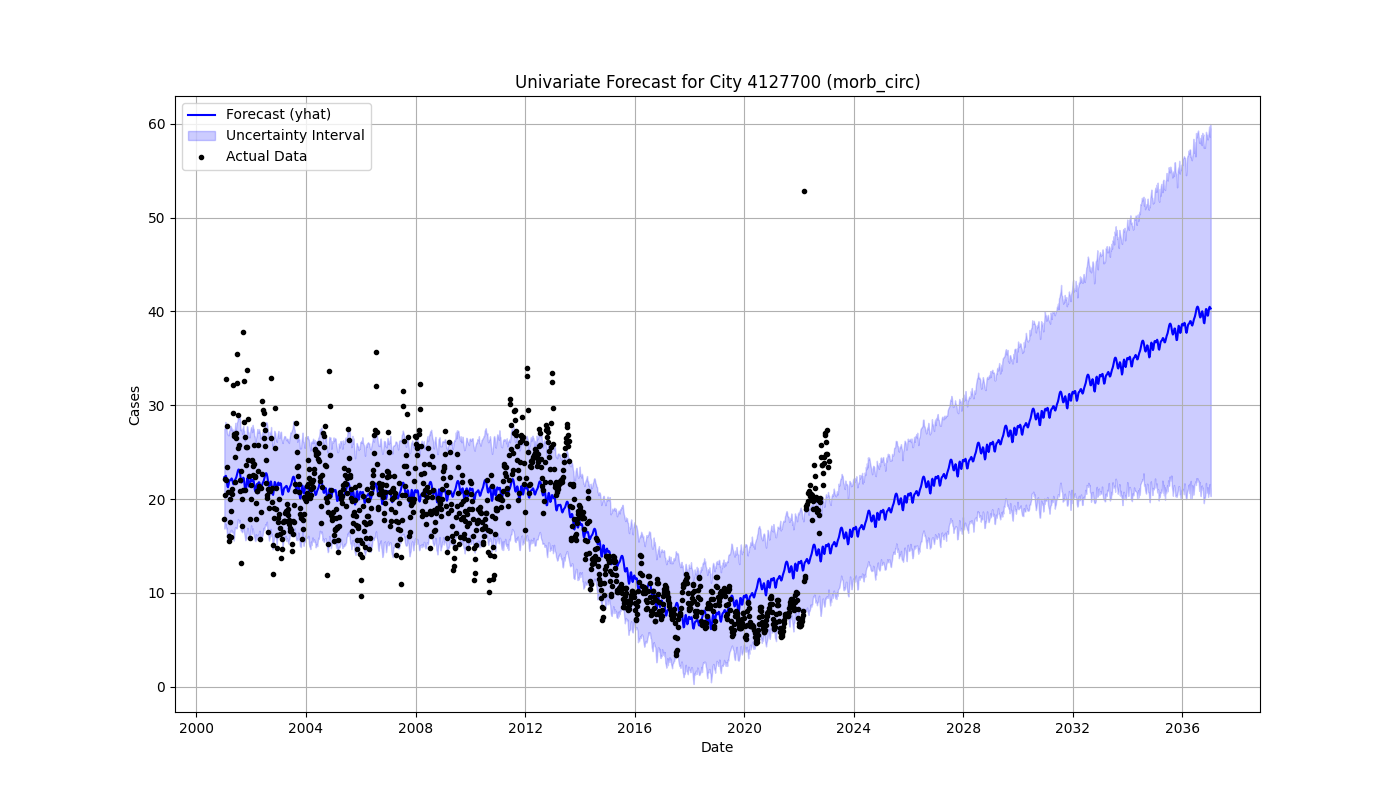 Univariate Forecast for City 4127700 (morb_circ)
Forecast (yhat)
Uncertainty Interval
Actual Data
Cases
60
50
40
30
20
10
0
2000 2004 2008 2012 2016 2020 2024 2028 2032 2036
Date